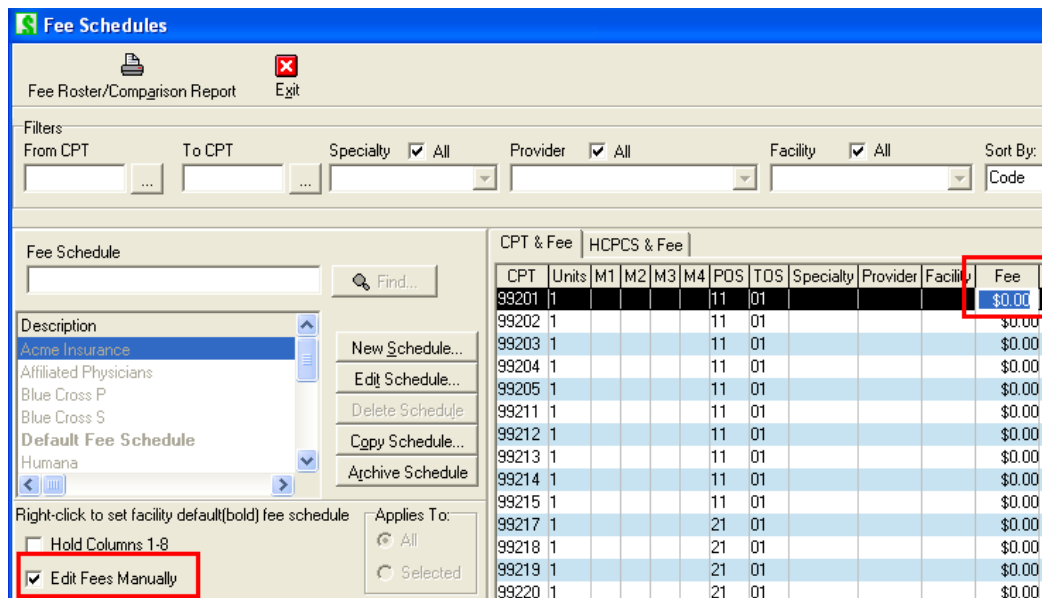 Fee Schedules
Fee Roster/Comparison Report Exit
Filters
From CPT To CPT Specialty All Provider All Facility All Sort By:
... ... Code
Fee Schedule
Find...
Description
Acme Insurance
Affiliated Physicians
Blue Cross P
Blue Cross S
Default Fee Schedule
Humana
New Schedule...
Edit Schedule...
Delete Schedule
Copy Schedule...
Archive Schedule
Right-click to set facility default(bold) fee schedule
Hold Columns 1-8
Edit Fees Manually
Applies To:
All
Selected
CPT & Fee HCPCS & Fee
CPT Units M1 M2 M3 M4 POS TOS Specialty Provider Facility Fee
99201 1 11 01 $0.00
99202 1 11 01 $0.00
99203 1 11 01 $0.00
99204 1 11 01 $0.00
99205 1 11 01 $0.00
99211 1 11 01 $0.00
99212 1 11 01 $0.00
99213 1 11 01 $0.00
99214 1 11 01 $0.00
99215 1 11 01 $0.00
99217 1 21 01 $0.00
99218 1 21 01 $0.00
99219 1 21 01 $0.00
99220 1 21 01 $0.00